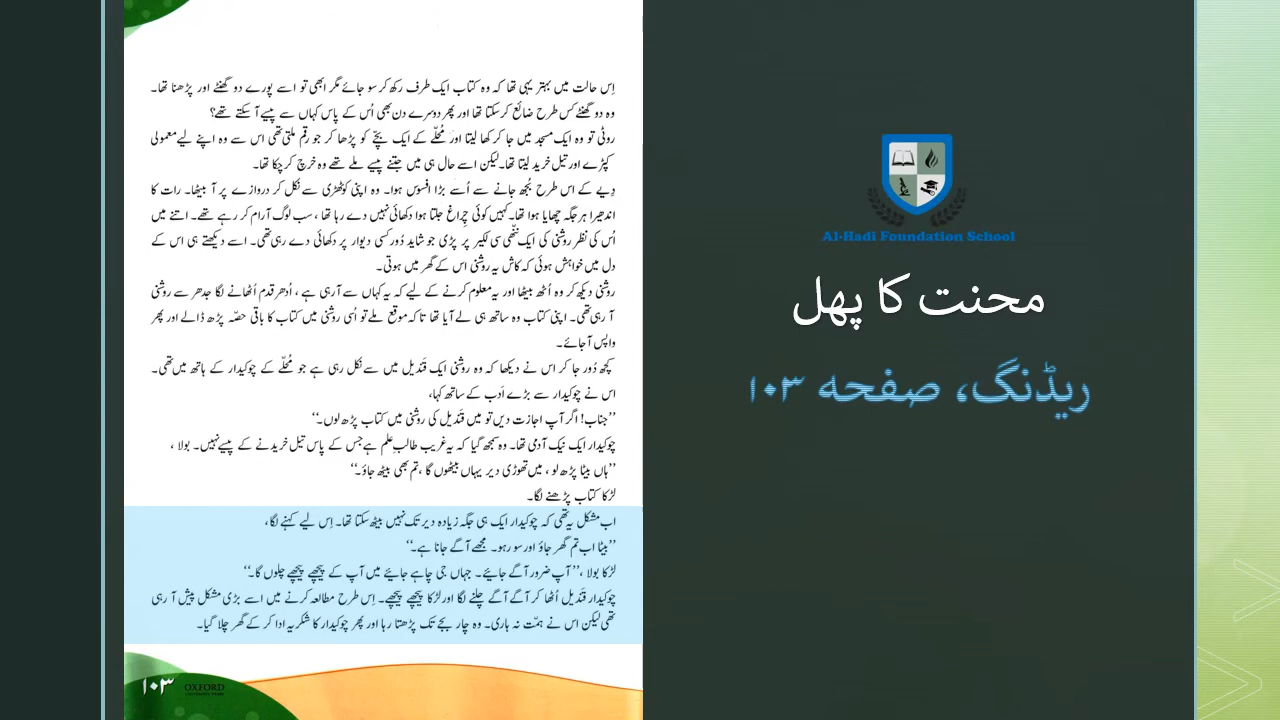 اِس حالت میں بہتر یہی تھا کہ وہ کتاب ایک طرف رکھ کر سو جائے مگر ابھی تو اسے پورے دو گھنٹے اور پڑھنا تھا۔
وہ دو گھنٹے کس طرح ضائع کر سکتا تھا اور پھر دوسرے دن بھی اُس کے پاس کہاں سے پیسے آ سکتے تھے؟
روٹی تو وہ ایک مسجد میں جا کر کھا لیتا اور مُحلّے کے ایک بچّے کو پڑھا کر جو رقم ملتی تھی اس سے وہ اپنے لیے معمولی
کپڑے اور تیل خرید لیتا تھا۔ لیکن اسے حال ہی میں جتنے پیسے ملے تھے وہ خرچ کر چکا تھا۔
دِیے کے اس طرح بُجھ جانے سے اُسے بڑا افسوس ہوا۔ وہ اپنی کوٹھڑی سے نکل کر دروازے پر آ بیٹھا۔ رات کا
اندھیرا ہر جگہ چھایا ہوا تھا۔ کہیں کوئی چراغ جلتا ہوا دکھائی نہیں دے رہا تھا ، سب لوگ آرام کر رہے تھے۔ اتنے میں
اُس کی نظر روشنی کی ایک ننّھی سی لکیر پر پڑی جو شاید دُور کسی دیوار پر دکھائی دے رہی تھی۔ اسے دیکھتے ہی اس کے
دل میں خواہش ہوئی کہ کاش یہ روشنی اس کے گھر میں ہوتی۔
روشنی دیکھ کر وہ اُٹھ بیٹھا اور یہ معلوم کرنے کے لیے کہ یہ کہاں سے آ رہی ہے ، اُدھر قدم اُٹھانے لگا جدھر سے روشنی
آ رہی تھی۔ اپنی کتاب وہ ساتھ ہی لے آیا تھا تاکہ موقع ملے تو اُسی روشنی میں کتاب کا باقی حصّہ پڑھ ڈالے اور پھر
واپس آ جائے۔
کچھ دُور جا کر اس نے دیکھا کہ وہ روشنی ایک قَندیل میں سے نکل رہی ہے جو مُحلّے کے چوکیدار کے ہاتھ میں تھی۔
اس نے چوکیدار سے بڑے اَدب کے ساتھ کہا،
”جناب! اگر آپ اجازت دیں تو میں قندیل کی روشنی میں کتاب پڑھ لوں۔“
چوکیدار ایک نیک آدمی تھا۔ وہ سمجھ گیا کہ یہ غریب طالبِ علم ہے جس کے پاس تیل خریدنے کے پیسے نہیں۔ بولا ،
”ہاں بیٹا پڑھ لو ، میں تھوڑی دیر یہاں بیٹھوں گا ، تم بھی بیٹھ جاؤ۔“
لڑکا کتاب پڑھنے لگا۔
اب مشکل یہ تھی کہ چوکیدار ایک ہی جگہ زیادہ دیر تک نہیں بیٹھ سکتا تھا۔ اِس لیے کہنے لگا،
”بیٹا اب تم گھر جاؤ اور سو رہو۔ مجھے آگے جانا ہے۔“
لڑکا بولا ، ”آپ ضرور آگے جائیے۔ جہاں جی چاہے جائیے میں آپ کے پیچھے پیچھے چلوں گا۔“
چوکیدار قَندیل اُٹھا کر آگے آگے چلنے لگا اور لڑکا پیچھے پیچھے۔ اِس طرح مطالعہ کرنے میں اسے بڑی مشکل پیش آ رہی
تھی لیکن اس نے ہمّت نہ ہاری۔ وہ چار بجے تک پڑھتا رہا اور پھر چوکیدار کا شکریہ ادا کر کے گھر چلا گیا۔
۱۰۳
OXFORD
UNIVERSITY PRESS
Al-Hadi Foundation School
محنت کا پھل
ریڈنگ، صفحہ ۱۰۳